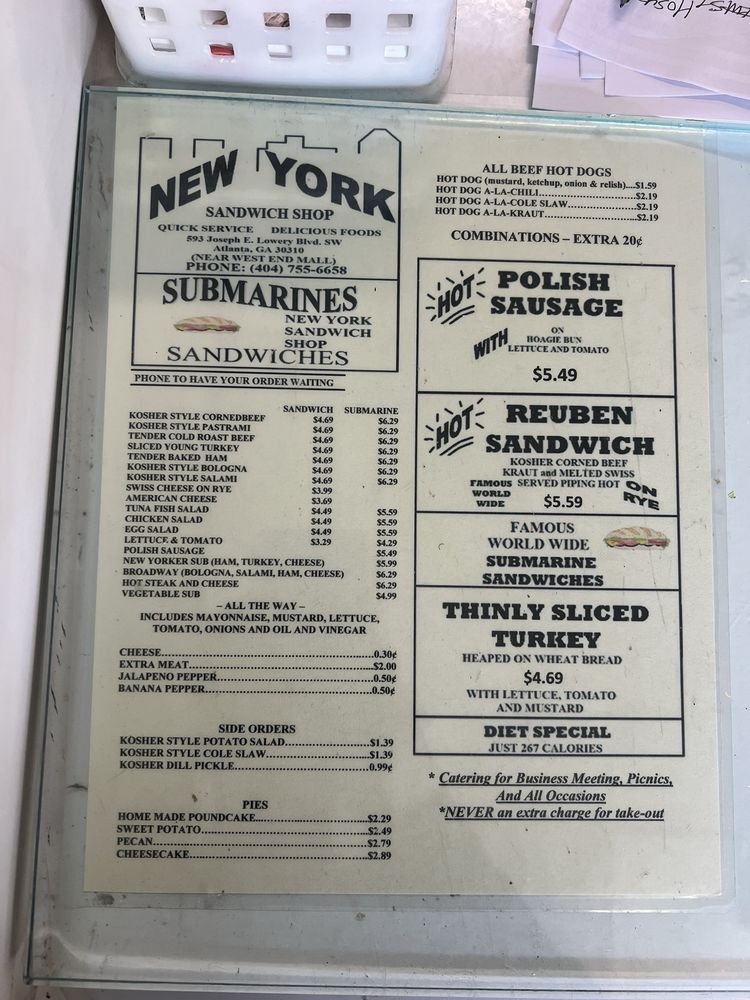 NEW YORK
SANDWICH SHOP
QUICK SERVICE DELICIOUS FOODS
593 Joseph E. Lowery Blvd. SW
Atlanta, GA 30310
(NEAR WEST END MALL)
PHONE: (404) 755-6658
SUBMARINES
NEW YORK
SANDWICH
SHOP
SANDWICHES
PHONE TO HAVE YOUR ORDER WAITING
SANDWICH SUBMARINE
KOSHER STYLE CORNEDBEEF $4.69 $6.29
KOSHER STYLE PASTRAMI $4.69 $6.29
TENDER COLD ROAST BEEF $4.69 $6.29
SLICED YOUNG TURKEY $4.69 $6.29
TENDER BAKED HAM $4.69 $6.29
KOSHER STYLE BOLOGNA $4.69 $6.29
KOSHER STYLE SALAMI $4.69 $6.29
SWISS CHEESE ON RYE $3.99
AMERICAN CHEESE $3.69
TUNA FISH SALAD $4.49 $5.59
CHICKEN SALAD $4.49 $5.59
EGG SALAD $4.49 $5.59
LETTUCE & TOMATO $3.29 $4.29
POLISH SAUSAGE $5.49
NEW YORKER SUB (HAM, TURKEY, CHEESE) $5.99
BROADWAY (BOLOGNA, SALAMI, HAM, CHEESE) $6.29
HOT STEAK AND CHEESE $6.29
VEGETABLE SUB $4.99
– ALL THE WAY –
INCLUDES MAYONNAISE, MUSTARD, LETTUCE,
TOMATO, ONIONS AND OIL AND VINEGAR
CHEESE.....0.30¢
EXTRA MEAT.....$2.00
JALAPENO PEPPER.....0.50¢
BANANA PEPPER.....0.50¢
SIDE ORDERS
KOSHER STYLE POTATO SALAD.....$1.39
KOSHER STYLE COLE SLAW.....$1.39
KOSHER DILL PICKLE.....0.99¢
PIES
HOME MADE POUNDCAKE.....$2.29
SWEET POTATO.....$2.49
PECAN.....$2.79
CHEESECAKE.....$2.89
ALL BEEF HOT DOGS
HOT DOG (mustard, ketchup, onion & relish)....$1.59
HOT DOG A-LA-CHILI.....$2.19
HOT DOG A-LA-COLE SLAW.....$2.19
HOT DOG A-LA-KRAUT.....$2.19
COMBINATIONS – EXTRA 20¢
HOT POLISH
SAUSAGE
WITH ON
HOAGIE BUN
LETTUCE AND TOMATO
$5.49
HOT REUBEN
SANDWICH
KOSHER CORNED BEEF
KRAUT and MELTED SWISS
FAMOUS SERVED PIPING HOT ON
WORLD RYE
WIDE $5.59
FAMOUS
WORLD WIDE
SUBMARINE
SANDWICHES
THINLY SLICED
TURKEY
HEAPED ON WHEAT BREAD
$4.69
WITH LETTUCE, TOMATO
AND MUSTARD
DIET SPECIAL
JUST 267 CALORIES
* Catering for Business Meeting, Picnics,
And All Occasions
*NEVER an extra charge for take-out